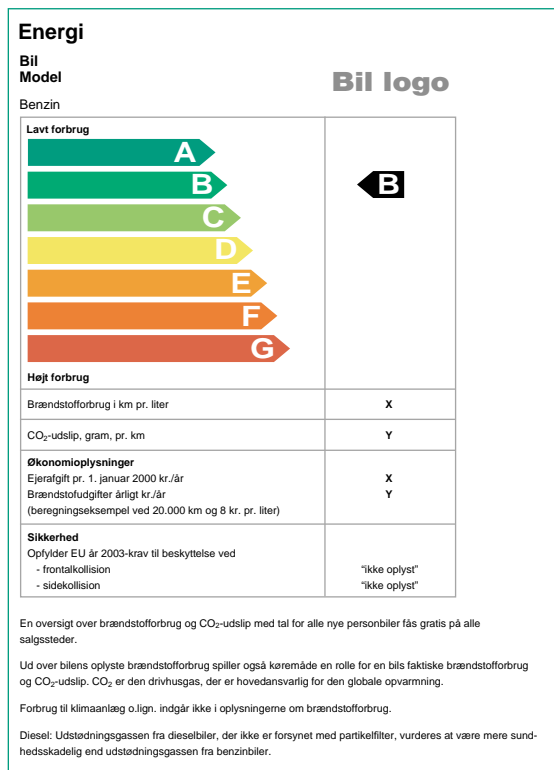 Energi
Bil
Model
Bil logo
Benzin
Lavt forbrug
A
B
B
C
D
E
F
G
Højt forbrug
Brændstofforbrug i km pr. liter X
CO₂-udslip, gram, pr. km Y
Økonomioplysninger
Ejerafgift pr. 1. januar 2000 kr./år X
Brændstofudgifter årligt kr./år Y
(beregningseksempel ved 20.000 km og 8 kr. pr. liter)
Sikkerhed
Opfylder EU år 2003-krav til beskyttelse ved
- frontalkollision "ikke oplyst"
- sidekollision "ikke oplyst"
En oversigt over brændstofforbrug og CO₂-udslip med tal for alle nye personbiler fås gratis på alle
salgssteder.
Ud over bilens oplyste brændstofforbrug spiller også køremåde en rolle for en bils faktiske brændstofforbrug
og CO₂-udslip. CO₂ er den drivhusgas, der er hovedansvarlig for den globale opvarmning.
Forbrug til klimaanlæg o.lign. indgår ikke i oplysningerne om brændstofforbrug.
Diesel: Udstødningsgassen fra dieselbiler, der ikke er forsynet med partikelfilter, vurderes at være mere sund-
hedsskadelig end udstødningsgassen fra benzinbiler.